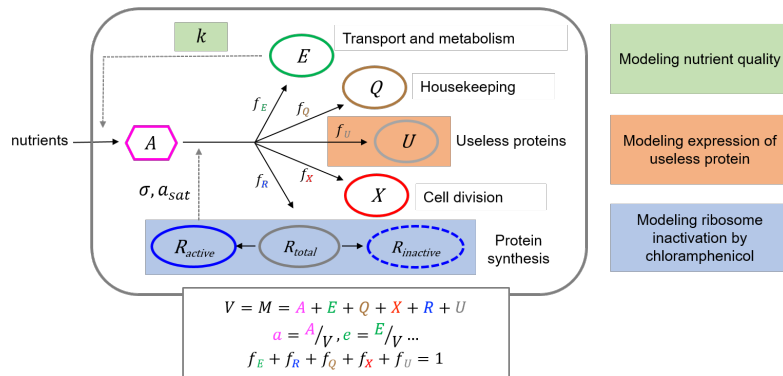 k
E
Transport and metabolism
Modeling nutrient quality
Q
Housekeeping
f_E
f_Q
nutrients
A
f_U
U
Useless proteins
Modeling expression of
useless protein
f_R
f_X
X
Cell division
σ, a_sat
R_active
R_total
R_inactive
Protein
synthesis
Modeling ribosome
inactivation by
chloramphenicol
V = M = A + E + Q + X + R + U
a = A/V, e = E/V ...
f_E + f_R + f_Q + f_X + f_U = 1